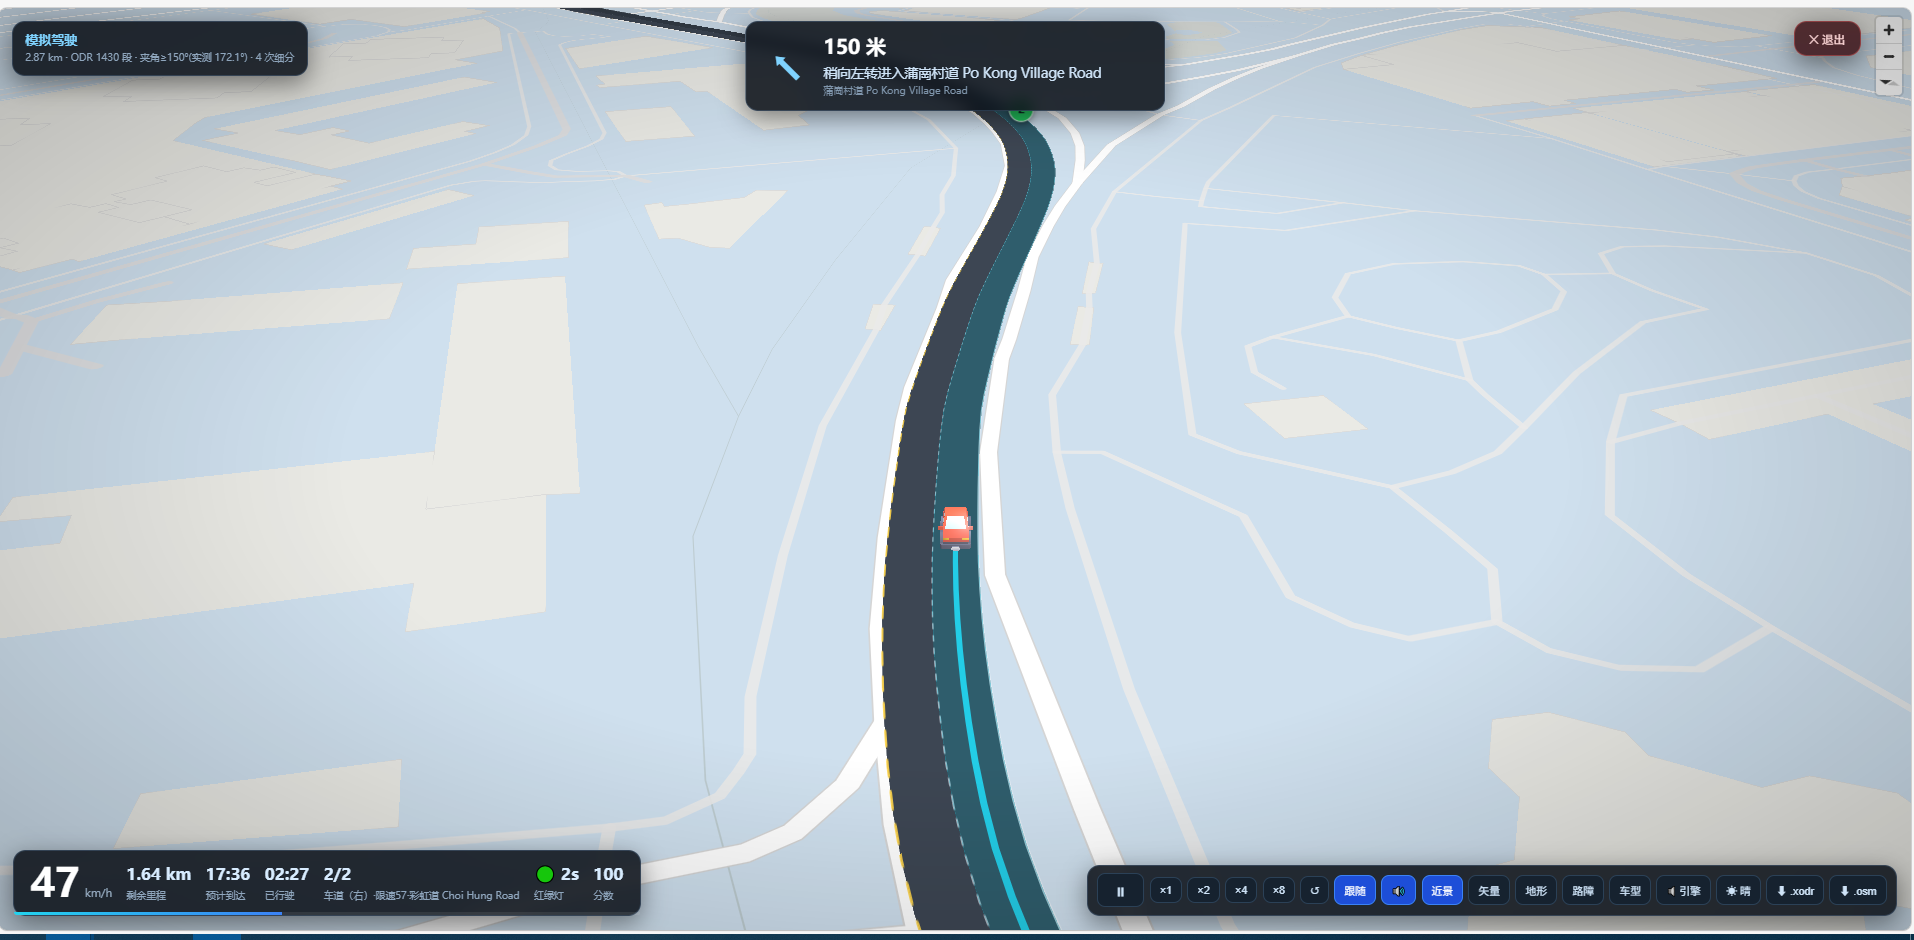 模拟驾驶
2.87 km · ODR 1430 段 · 夹角≥150°(实测 172.1°) · 4 次细分
150 米
稍向左转进入蒲崗村道 Po Kong Village Road
蒲崗村道 Po Kong Village Road
✕ 退出
47 km/h
1.64 km
剩余里程
17:36
预计到达
02:27
已行驶
2/2
车道（右）·限速57·彩虹道 Choi Hung Road
2s
红绿灯
100
分数
×1
×2
×4
×8
↺
跟随
近景
矢量
地形
路障
车型
引擎
晴
.xodr
.osm